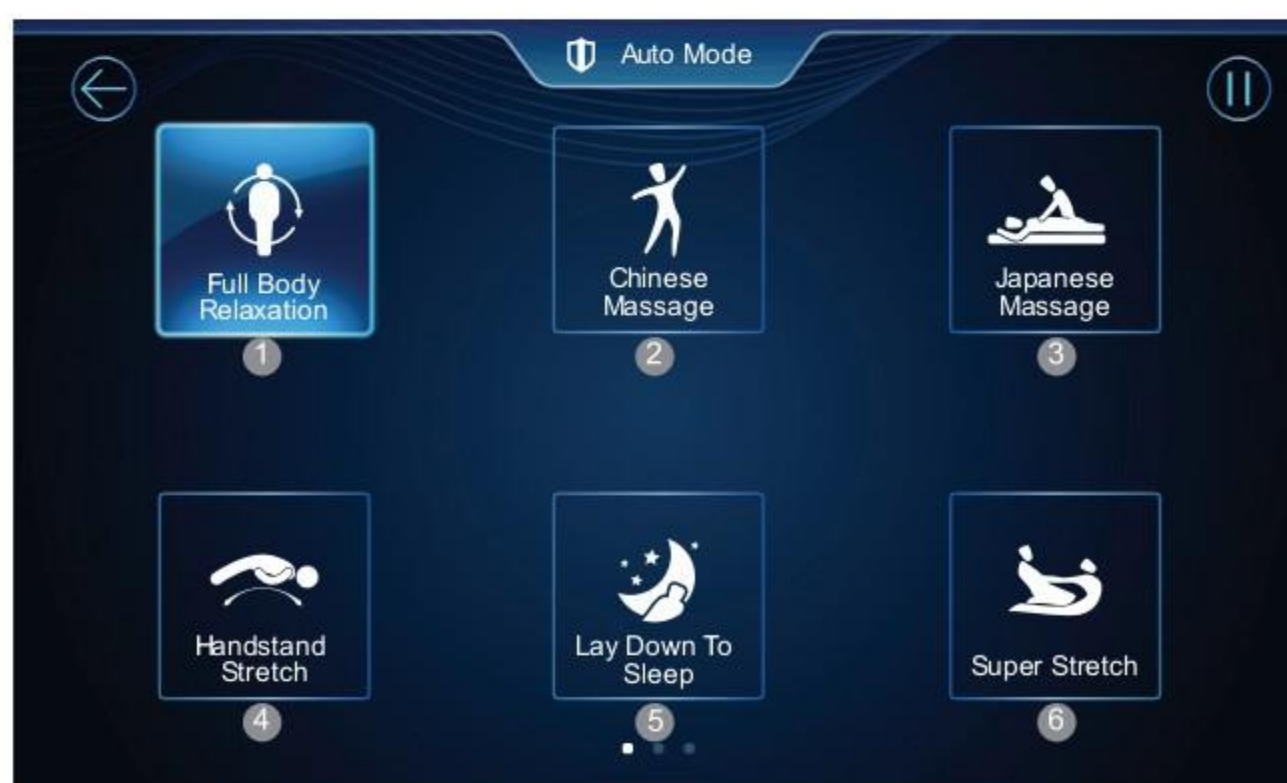 Auto Mode
Full Body
Relaxation
Chinese
Massage
Japanese
Massage
1
2
3
Handstand
Stretch
Lay Down To
Sleep
Super Stretch
4
5
6